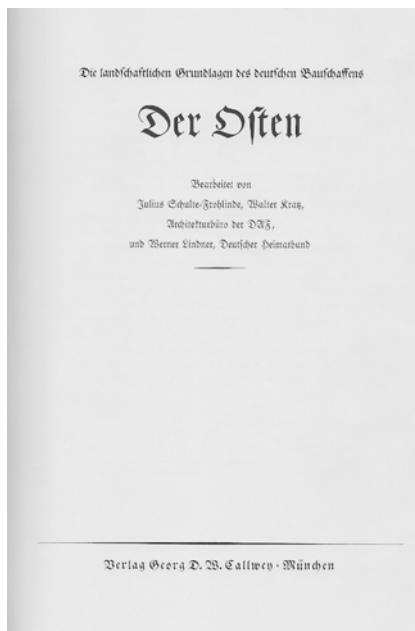 Die landschaftlichen Grundlagen des deutschen Bauschaffens
Der Osten
Bearbeitet von
Julius Schulte-Frohlinde, Walter Kratz,
Architekturbüro der DAF,
und Werner Lindner, Deutscher Heimatbund
Verlag Georg D. W. Callwey · München